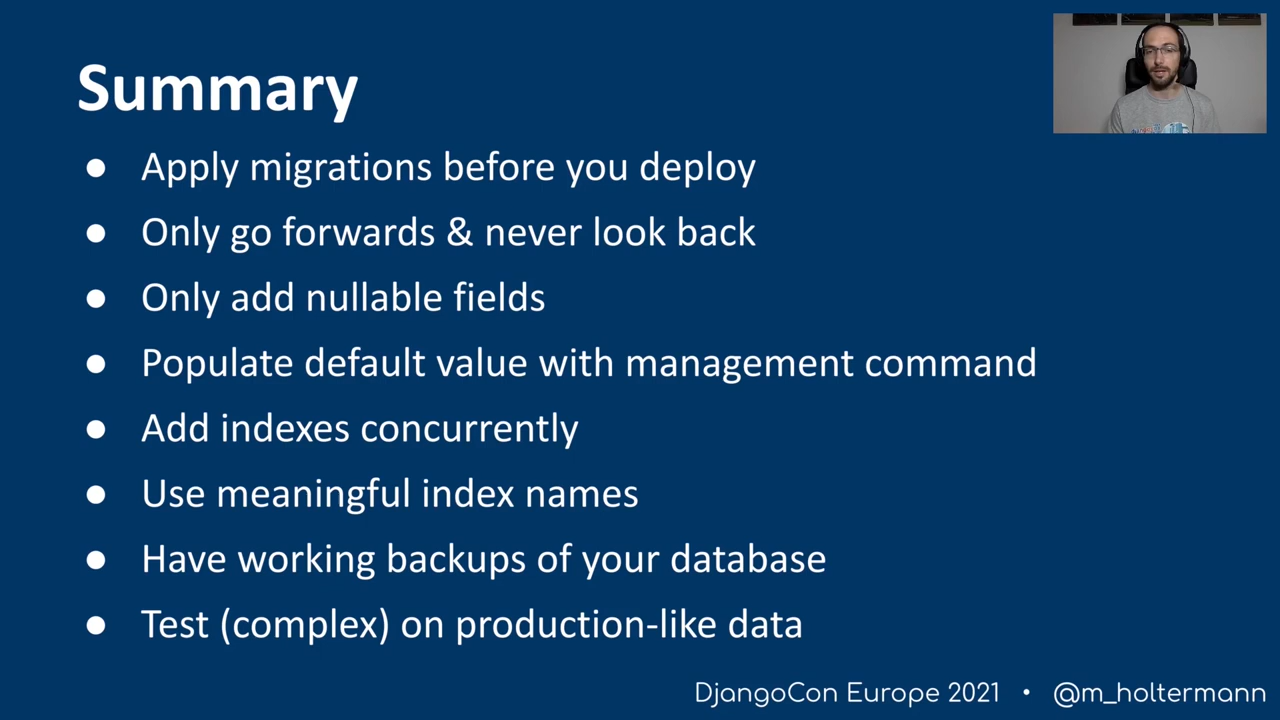 Summary
● Apply migrations before you deploy
● Only go forwards & never look back
● Only add nullable fields
● Populate default value with management command
● Add indexes concurrently
● Use meaningful index names
● Have working backups of your database
● Test (complex) on production-like data
DjangoCon Europe 2021 • @m_holtermann